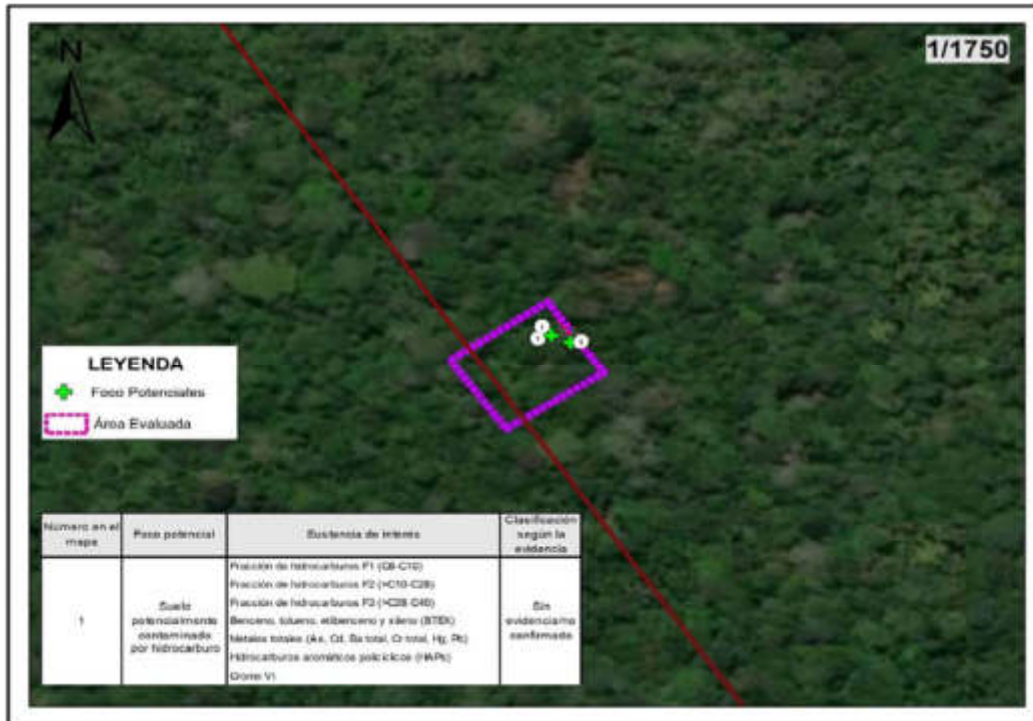 N
1/1750
LEYENDA
Foco Potenciales
Área Evaluada
Número en el mapa
Foco potencial
Sustancia de interés
Clasificación según la evidencia
1
Suelo potencialmente contaminado por hidrocarburo
Fracción de hidrocarburos F1 (C6-C10)
Fracción de hidrocarburos F2 (>C10-C28)
Fracción de hidrocarburos F3 (>C28-C40)
Benceno, tolueno, etilbenceno y xileno (BTEX)
Metales totales (As, Cd, Ba total, Cr total, Hg, Pb)
Hidrocarburos aromáticos policíclicos (HAPs)
Cromo VI
Sin evidencia/no confirmado